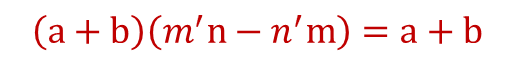 (a + b)(m′n − n′m) = a + b